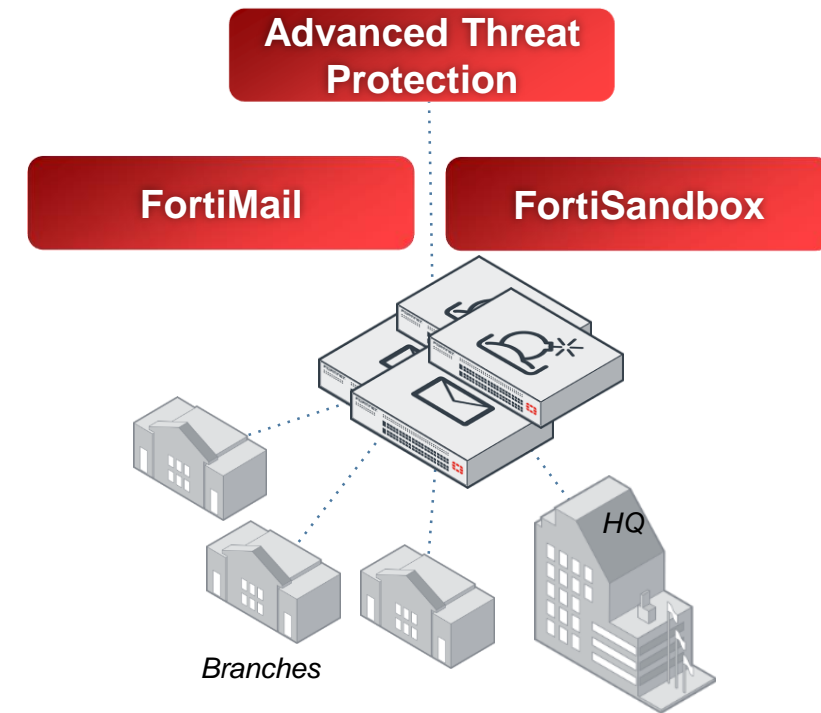 Advanced Threat
Protection
FortiMail
FortiSandbox
HQ
Branches